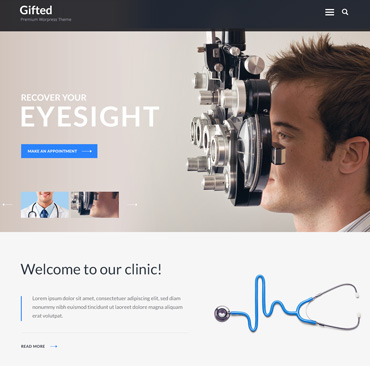 Gifted
Premium Worpress Theme
RECOVER YOUR
EYESIGHT
MAKE AN APPOINTMENT
Welcome to our clinic!
Lorem ipsum dolor sit amet, consectetuer adipiscing elit, sed diam
nonummy nibh euismod tincidunt ut laoreet dolore magna aliquam
erat volutpat.
READ MORE